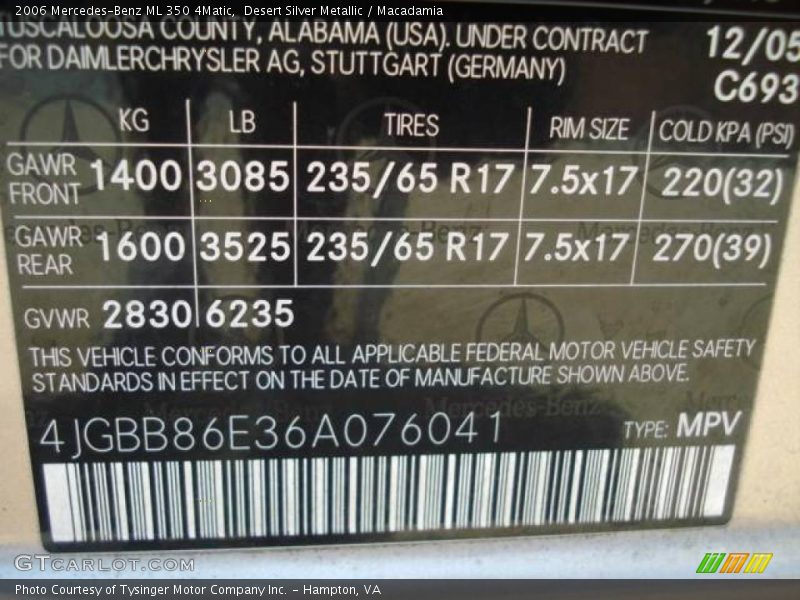 2006 Mercedes-Benz ML 350 4Matic,  Desert Silver Metallic / Macadamia
TUSCALOOSA COUNTY, ALABAMA (USA). UNDER CONTRACT
FOR DAIMLERCHRYSLER AG, STUTTGART (GERMANY)
12/05
C693
KG LB TIRES RIM SIZE COLD KPA (PSI)
GAWR FRONT 1400 3085 235/65 R17 7.5x17 220(32)
GAWR REAR 1600 3525 235/65 R17 7.5x17 270(39)
GVWR 2830 6235
THIS VEHICLE CONFORMS TO ALL APPLICABLE FEDERAL MOTOR VEHICLE SAFETY
STANDARDS IN EFFECT ON THE DATE OF MANUFACTURE SHOWN ABOVE.
4JGBB86E36A076041 TYPE: MPV
GTCARLOT.COM
Photo Courtesy of Tysinger Motor Company Inc. - Hampton, VA